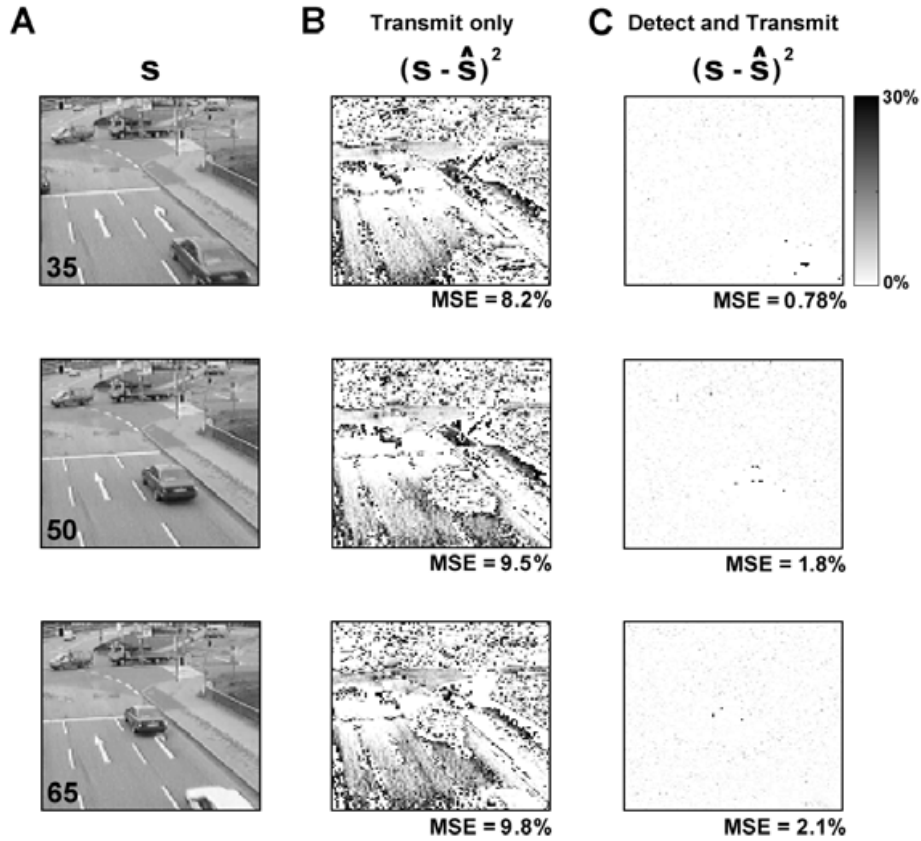 A
B Transmit only
C Detect and Transmit
s
(s - ŝ)²
(s - ŝ)²
35
30%
0%
MSE = 8.2%
MSE = 0.78%
50
MSE = 9.5%
MSE = 1.8%
65
MSE = 9.8%
MSE = 2.1%